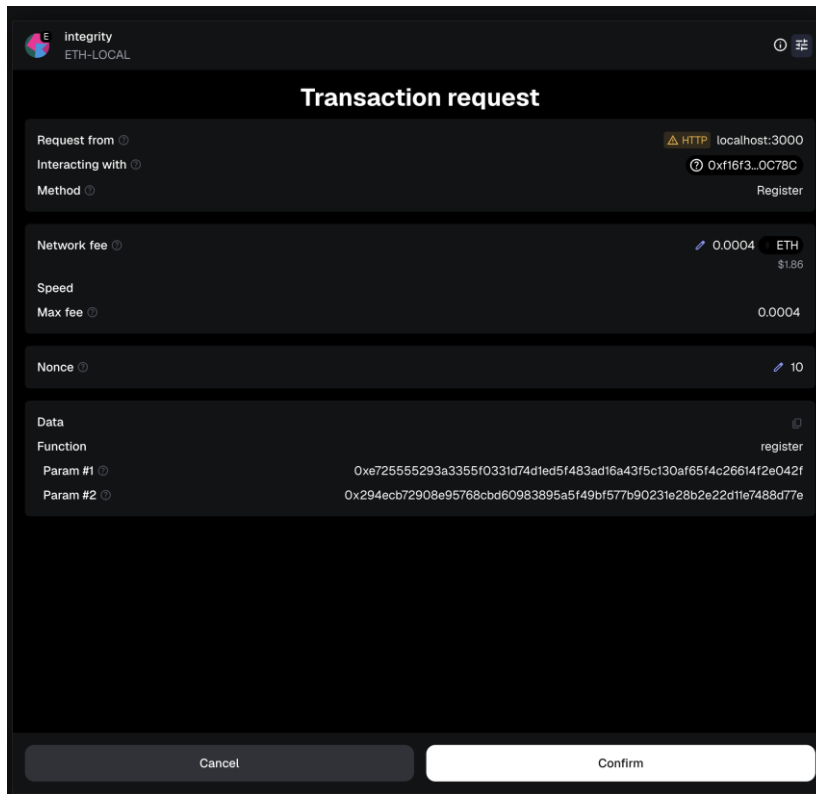 E
integrity
ETH-LOCAL
Transaction request
Request from
HTTP localhost:3000
Interacting with
0xf16f3...0C78C
Method
Register
Network fee
0.0004 ETH
$1.86
Speed
Max fee
0.0004
Nonce
10
Data
Function
register
Param #1
0xe725555293a3355f0331d74d1ed5f483ad16a43f5c130af65f4c26614f2e042f
Param #2
0x294ecb72908e95768cbd60983895a5f49bf577b90231e28b2e22d11e7488d77e
Cancel
Confirm